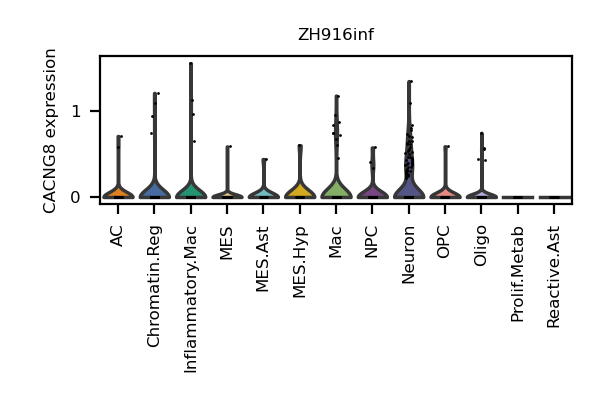 ZH916inf
CACNG8 expression
1
0
AC
Chromatin.Reg
Inflammatory.Mac
MES
MES.Ast
MES.Hyp
Mac
NPC
Neuron
OPC
Oligo
Prolif.Metab
Reactive.Ast